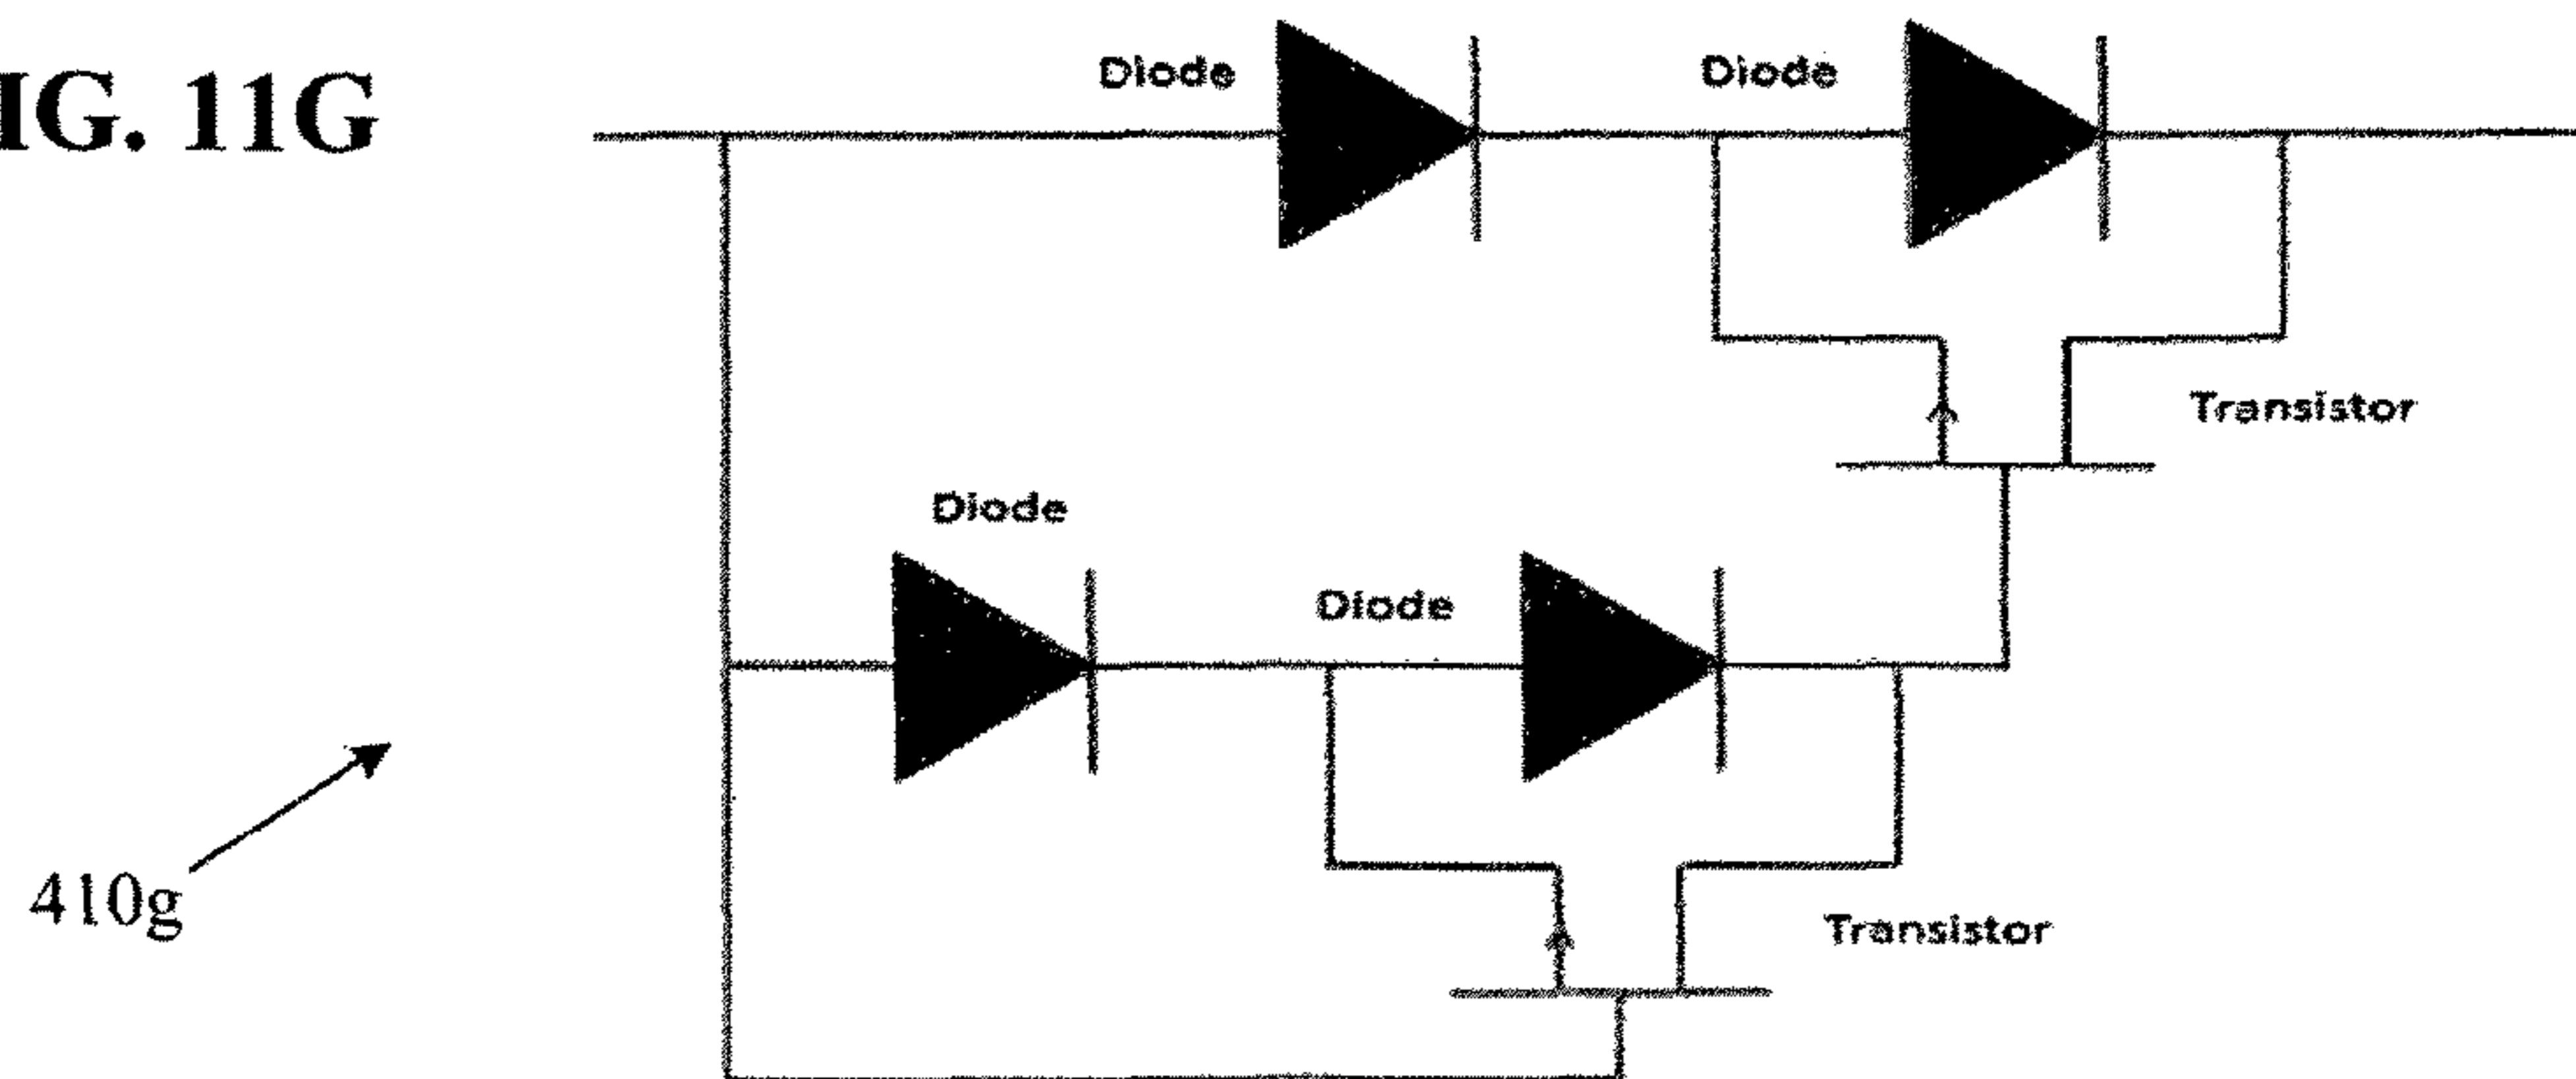 IG. 11G
Diode
Diode
Transistor
Diode
Diode
410g
Transistor